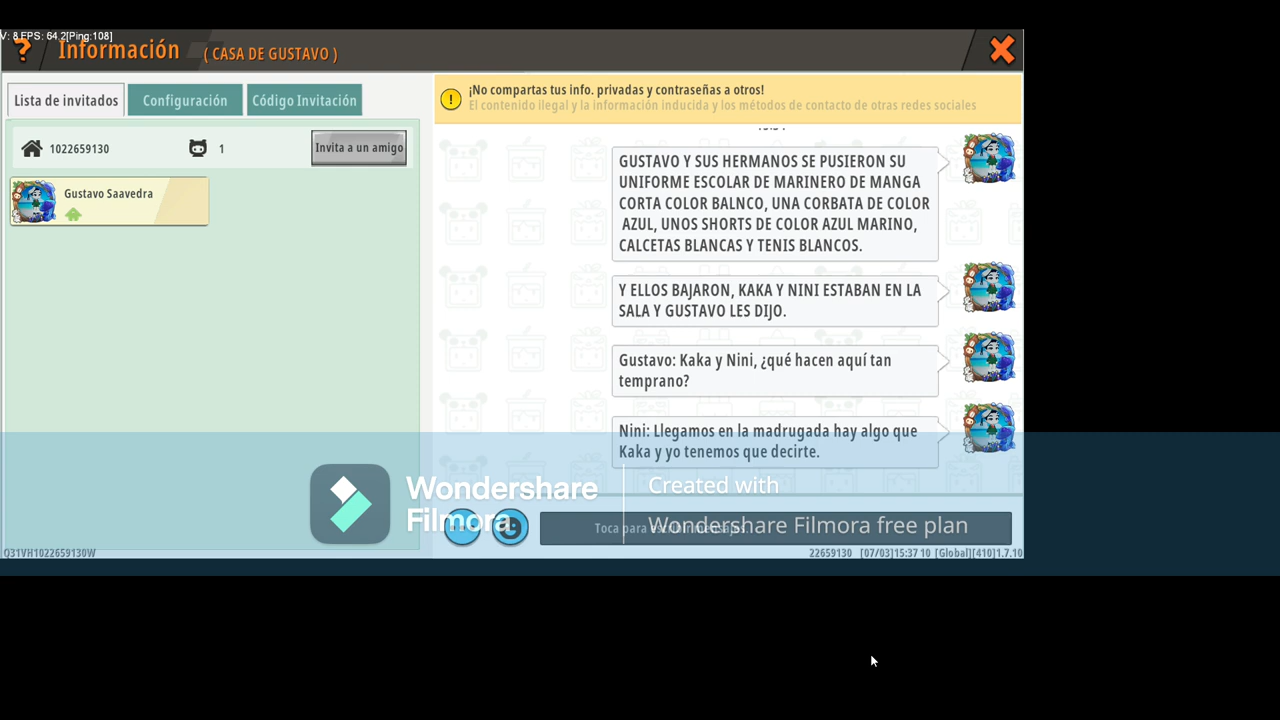 V: 8 FPS: 64.2[Ping:108]
?
Información
( CASA DE GUSTAVO )
Lista de invitados
Configuración
Código Invitación
1022659130
1
Invita a un amigo
Gustavo Saavedra
¡No compartas tu info. privadas y contraseñas a otros!
El contenido ilegal y la información inducida y los métodos de contacto de otras redes sociales
GUSTAVO Y SUS HERMANOS SE PUSIERON SU
UNIFORME ESCOLAR DE MARINERO DE MANGA
CORTA COLOR BALNCO, UNA CORBATA DE COLOR
AZUL, UNOS SHORTS DE COLOR AZUL MARINO,
CALCETAS BLANCAS Y TENIS BLANCOS.
Y ELLOS BAJARON, KAKA Y NINI ESTABAN EN LA
SALA Y GUSTAVO LES DIJO.
Gustavo: Kaka y Nini, ¿qué hacen aquí tan
temprano?
Nini: Llegamos en la madrugada hay algo que
Kaka y yo tenemos que decirte.
Wondershare
Filmora
Created with
Wondershare Filmora free plan
Toca para
Q31VH1022659130W
22659130 [07/03]15:37 10 [Global][410]1.7.10